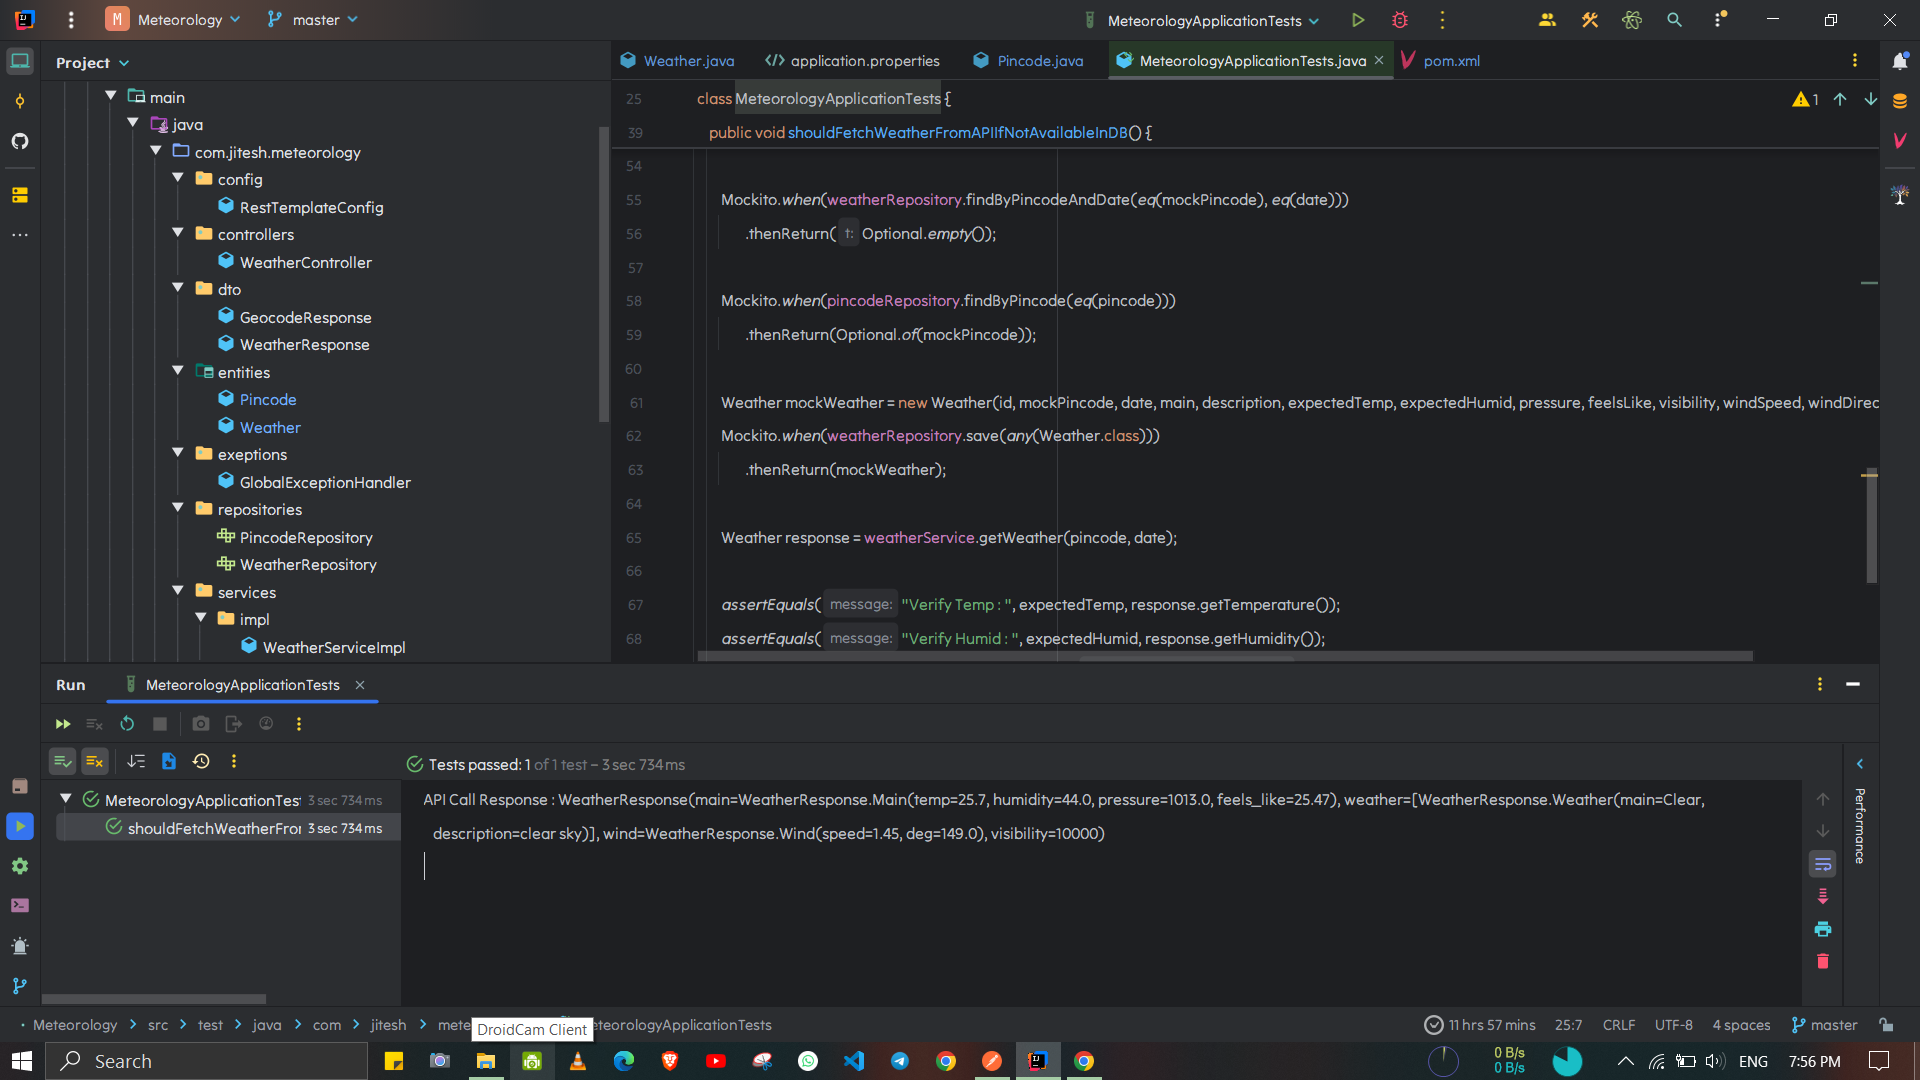 M Meteorology master MeteorologyApplicationTests
Project
main
java
com.jitesh.meteorology
config
RestTemplateConfig
controllers
WeatherController
dto
GeocodeResponse
WeatherResponse
entities
Pincode
Weather
exeptions
GlobalExceptionHandler
repositories
PincodeRepository
WeatherRepository
services
impl
WeatherServiceImpl
Weather.java application.properties Pincode.java MeteorologyApplicationTests.java pom.xml
25 class MeteorologyApplicationTests { 1
39 public void shouldFetchWeatherFromAPIIfNotAvailableInDB() {
54
55 Mockito.when(weatherRepository.findByPincodeAndDate(eq(mockPincode), eq(date)))
56 .thenReturn( t: Optional.empty());
57
58 Mockito.when(pincodeRepository.findByPincode(eq(pincode)))
59 .thenReturn(Optional.of(mockPincode));
60
61 Weather mockWeather = new Weather(id, mockPincode, date, main, description, expectedTemp, expectedHumid, pressure, feelsLike, visibility, windSpeed, windDirec
62 Mockito.when(weatherRepository.save(any(Weather.class)))
63 .thenReturn(mockWeather);
64
65 Weather response = weatherService.getWeather(pincode, date);
66
67 assertEquals( message: "Verify Temp : ", expectedTemp, response.getTemperature());
68 assertEquals( message: "Verify Humid : ", expectedHumid, response.getHumidity());
Run MeteorologyApplicationTests
Tests passed: 1 of 1 test – 3 sec 734 ms
MeteorologyApplicationTes 3 sec 734 ms
shouldFetchWeatherFror 3 sec 734 ms
API Call Response : WeatherResponse(main=WeatherResponse.Main(temp=25.7, humidity=44.0, pressure=1013.0, feels_like=25.47), weather=[WeatherResponse.Weather(main=Clear,
description=clear sky)], wind=WeatherResponse.Wind(speed=1.45, deg=149.0), visibility=10000)
Performance
Meteorology > src > test > java > com > jitesh > mete eteorologyApplicationTests
DroidCam Client
11 hrs 57 mins 25:7 CRLF UTF-8 4 spaces master
Search
0 B/s
0 B/s
ENG 7:56 PM